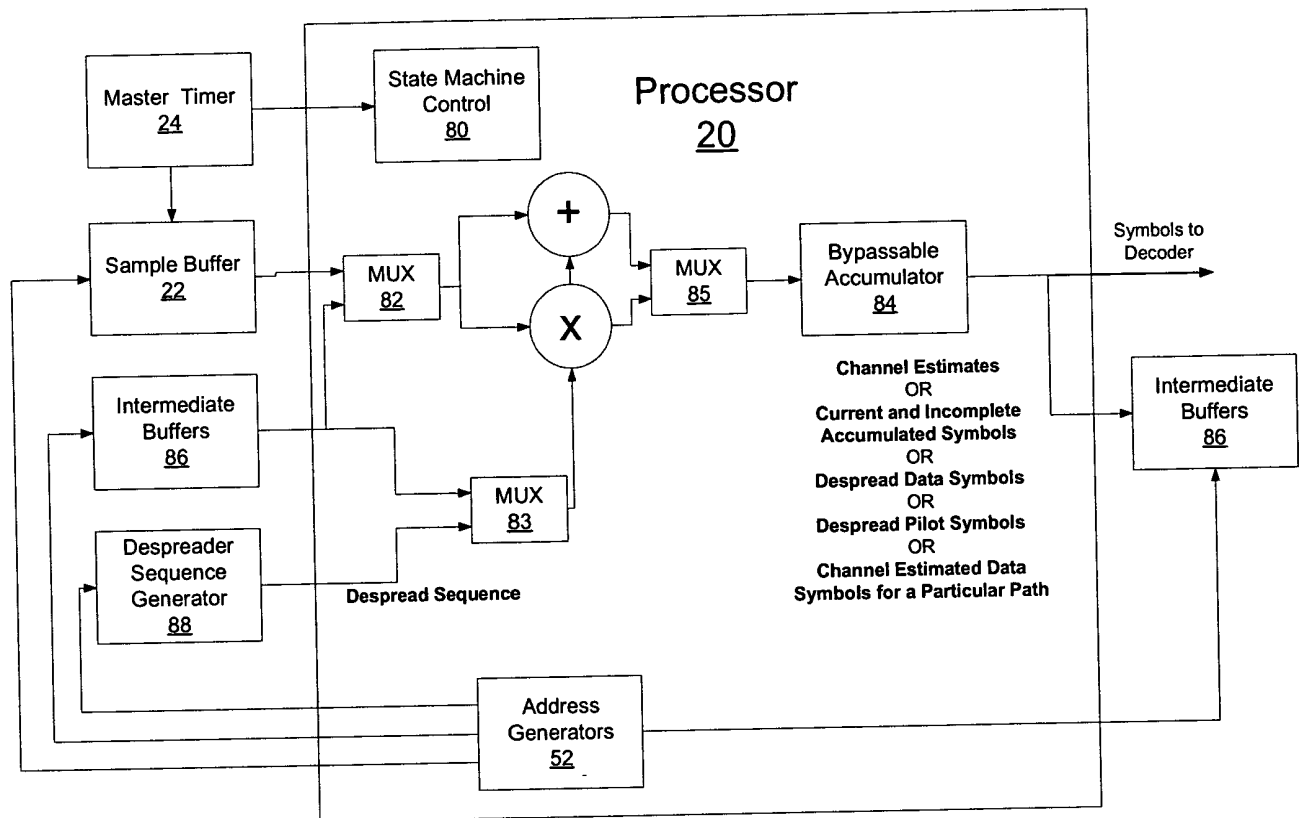 Master Timer
24
State Machine
Control
80
Processor
20
Sample Buffer
22
MUX
82
+
X
MUX
85
Bypassable
Accumulator
84
Symbols to
Decoder
Intermediate
Buffers
86
Intermediate
Buffers
86
MUX
83
Despreader
Sequence
Generator
88
Despread Sequence
Channel Estimates
OR
Current and Incomplete
Accumulated Symbols
OR
Despread Data Symbols
OR
Despread Pilot Symbols
OR
Channel Estimated Data
Symbols for a Particular Path
Address
Generators
52